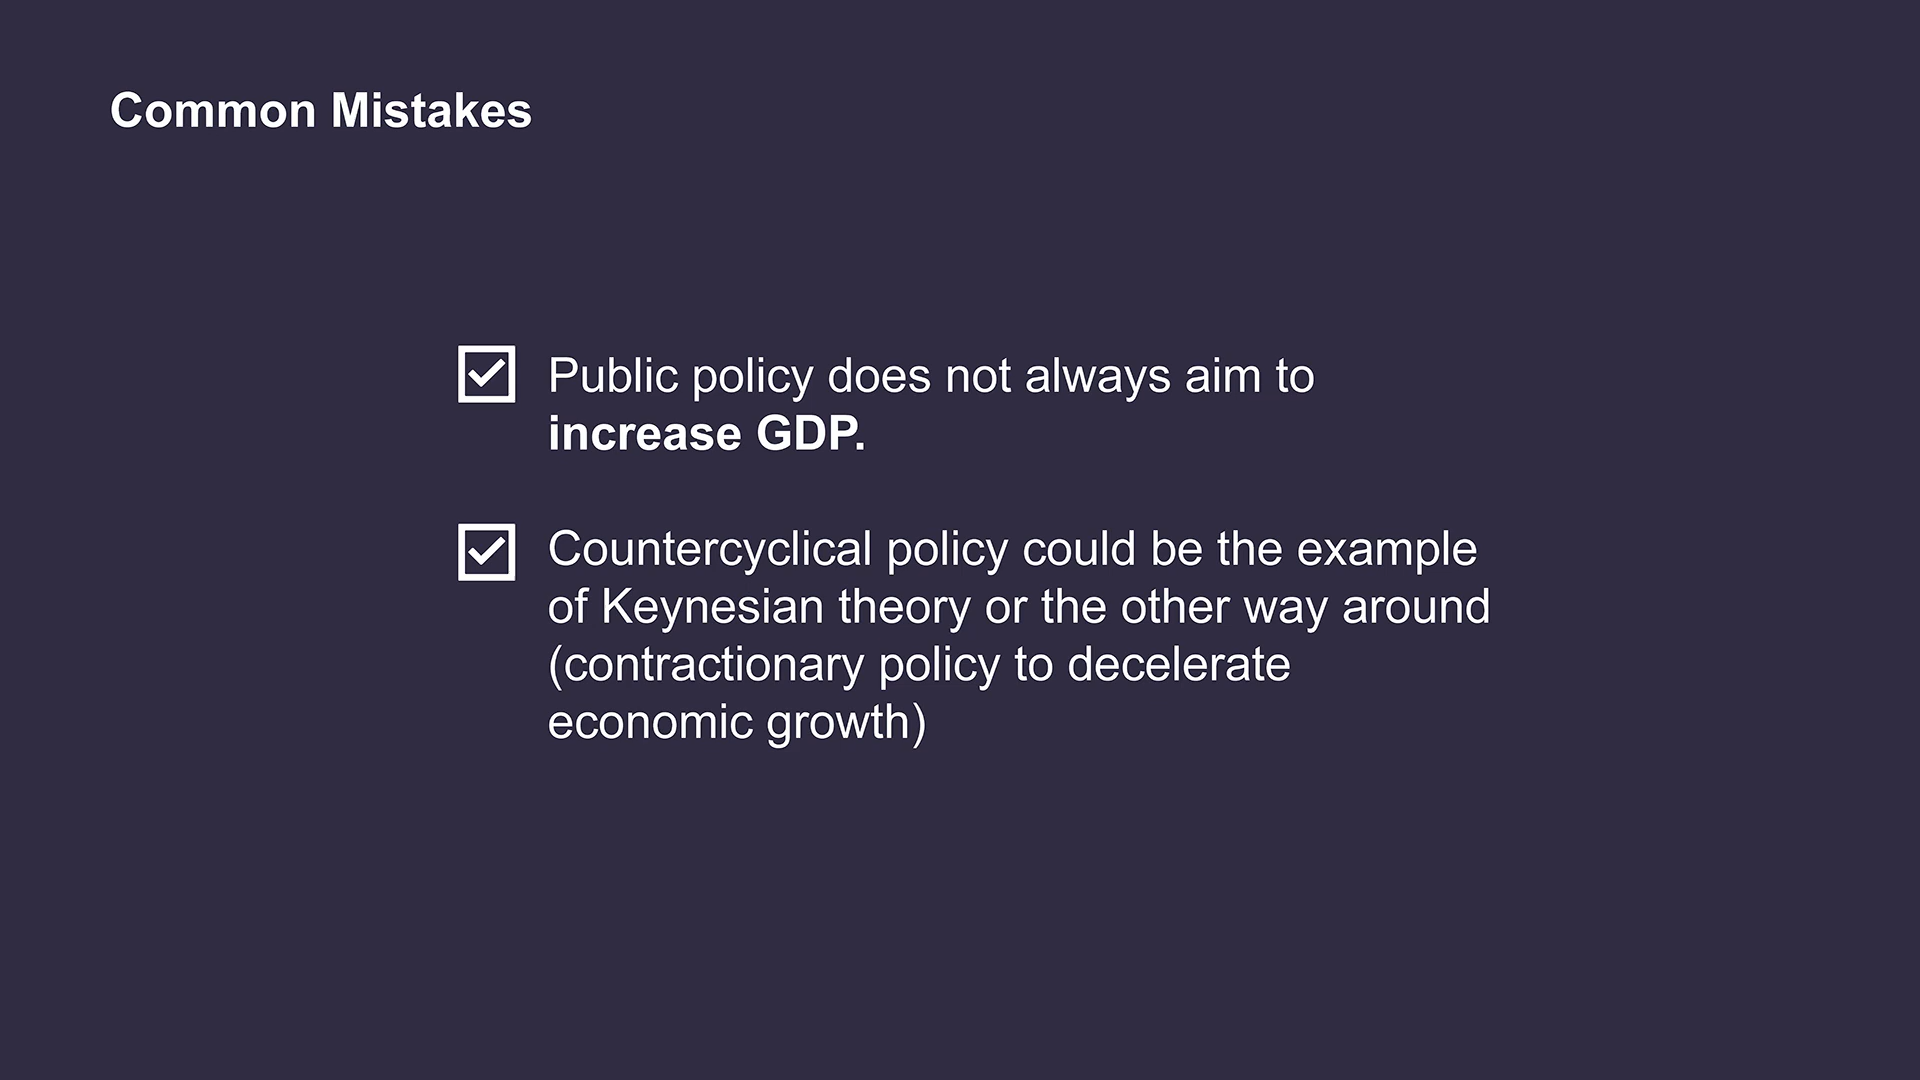 Common Mistakes
Public policy does not always aim to
increase GDP.
Countercyclical policy could be the example
of Keynesian theory or the other way around
(contractionary policy to decelerate
economic growth)